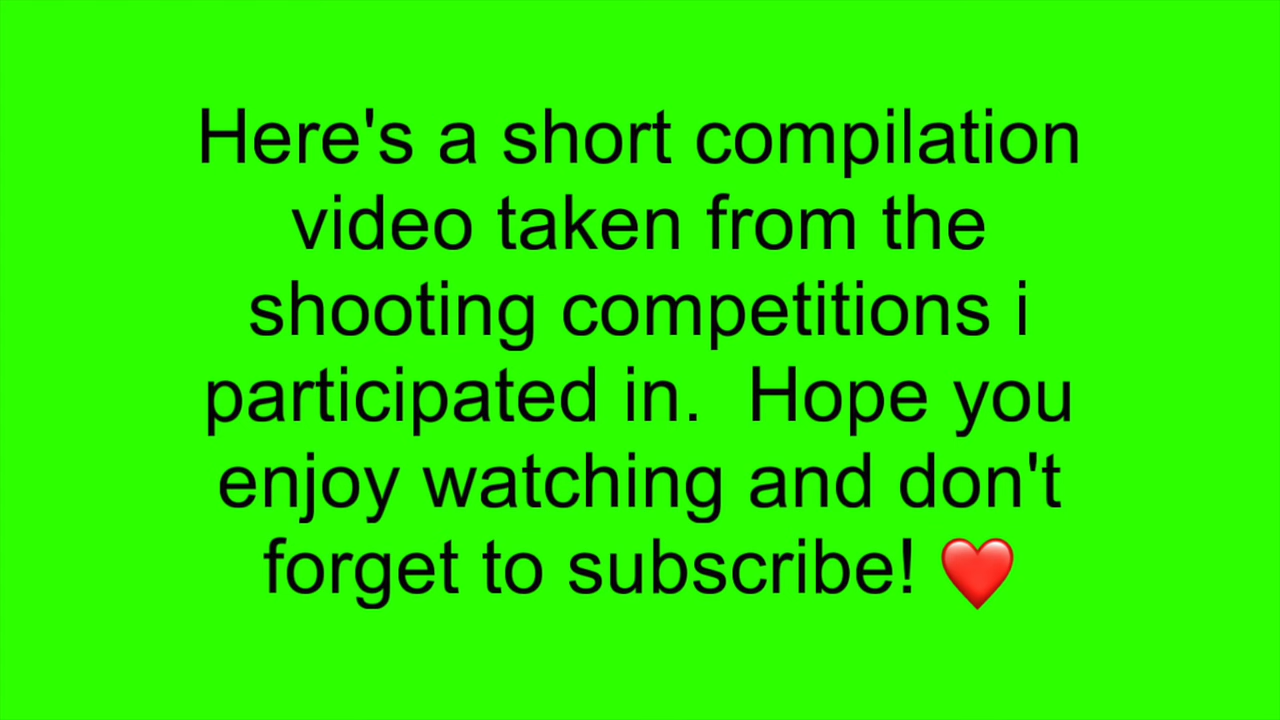 Here's a short compilation
video taken from the
shooting competitions i
participated in.  Hope you
enjoy watching and don't
forget to subscribe! ❤️